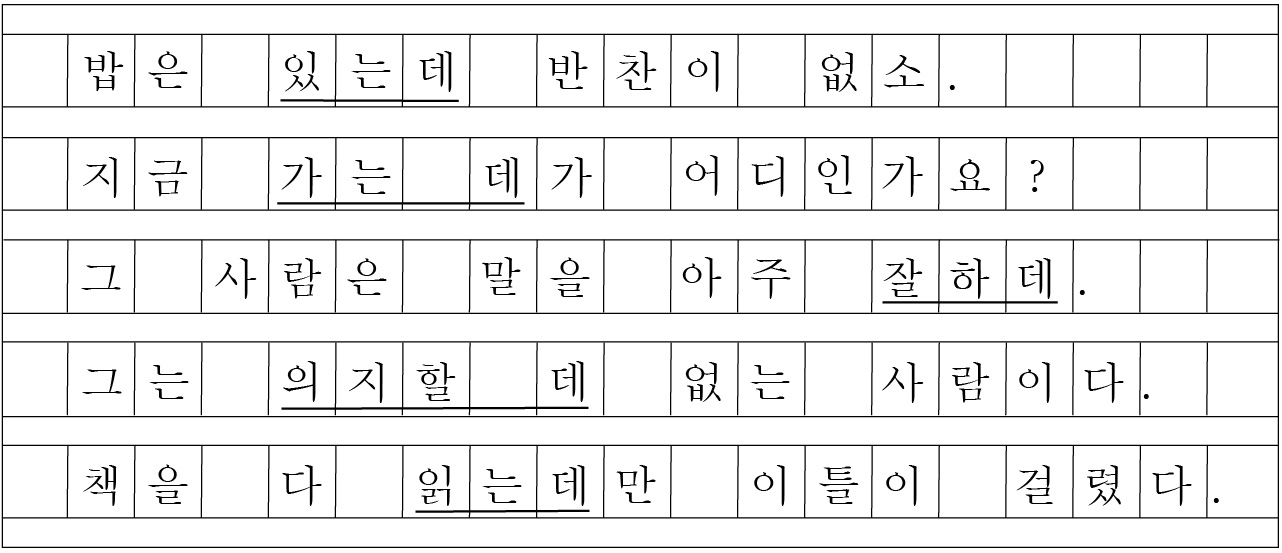 밥은 있는데 반찬이 없소.
지금 가는 데가 어디인가요?
그 사람은 말을 아주 잘하데.
그는 의지할 데 없는 사람이다.
책을 다 읽는데만 이틀이 걸렸다.